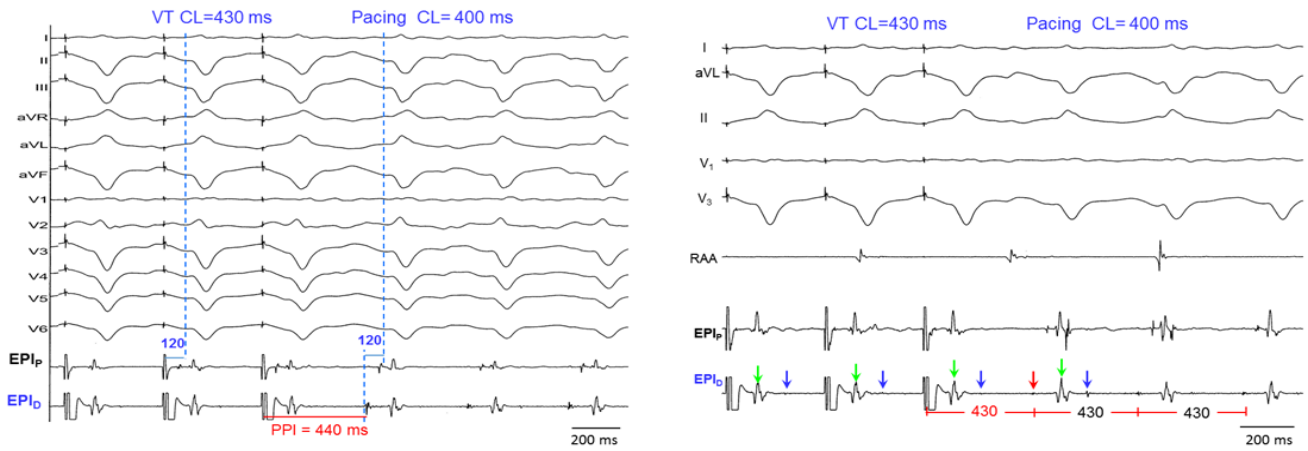 VT CL=430 ms
Pacing CL= 400 ms
I
II
III
aVR
aVL
aVF
V1
V2
V3
V4
V5
V6
120
120
EPIP
EPID
PPI = 440 ms
200 ms
VT CL=430 ms
Pacing CL= 400 ms
I
aVL
II
V1
V3
RAA
EPIP
EPID
430
430
430
200 ms